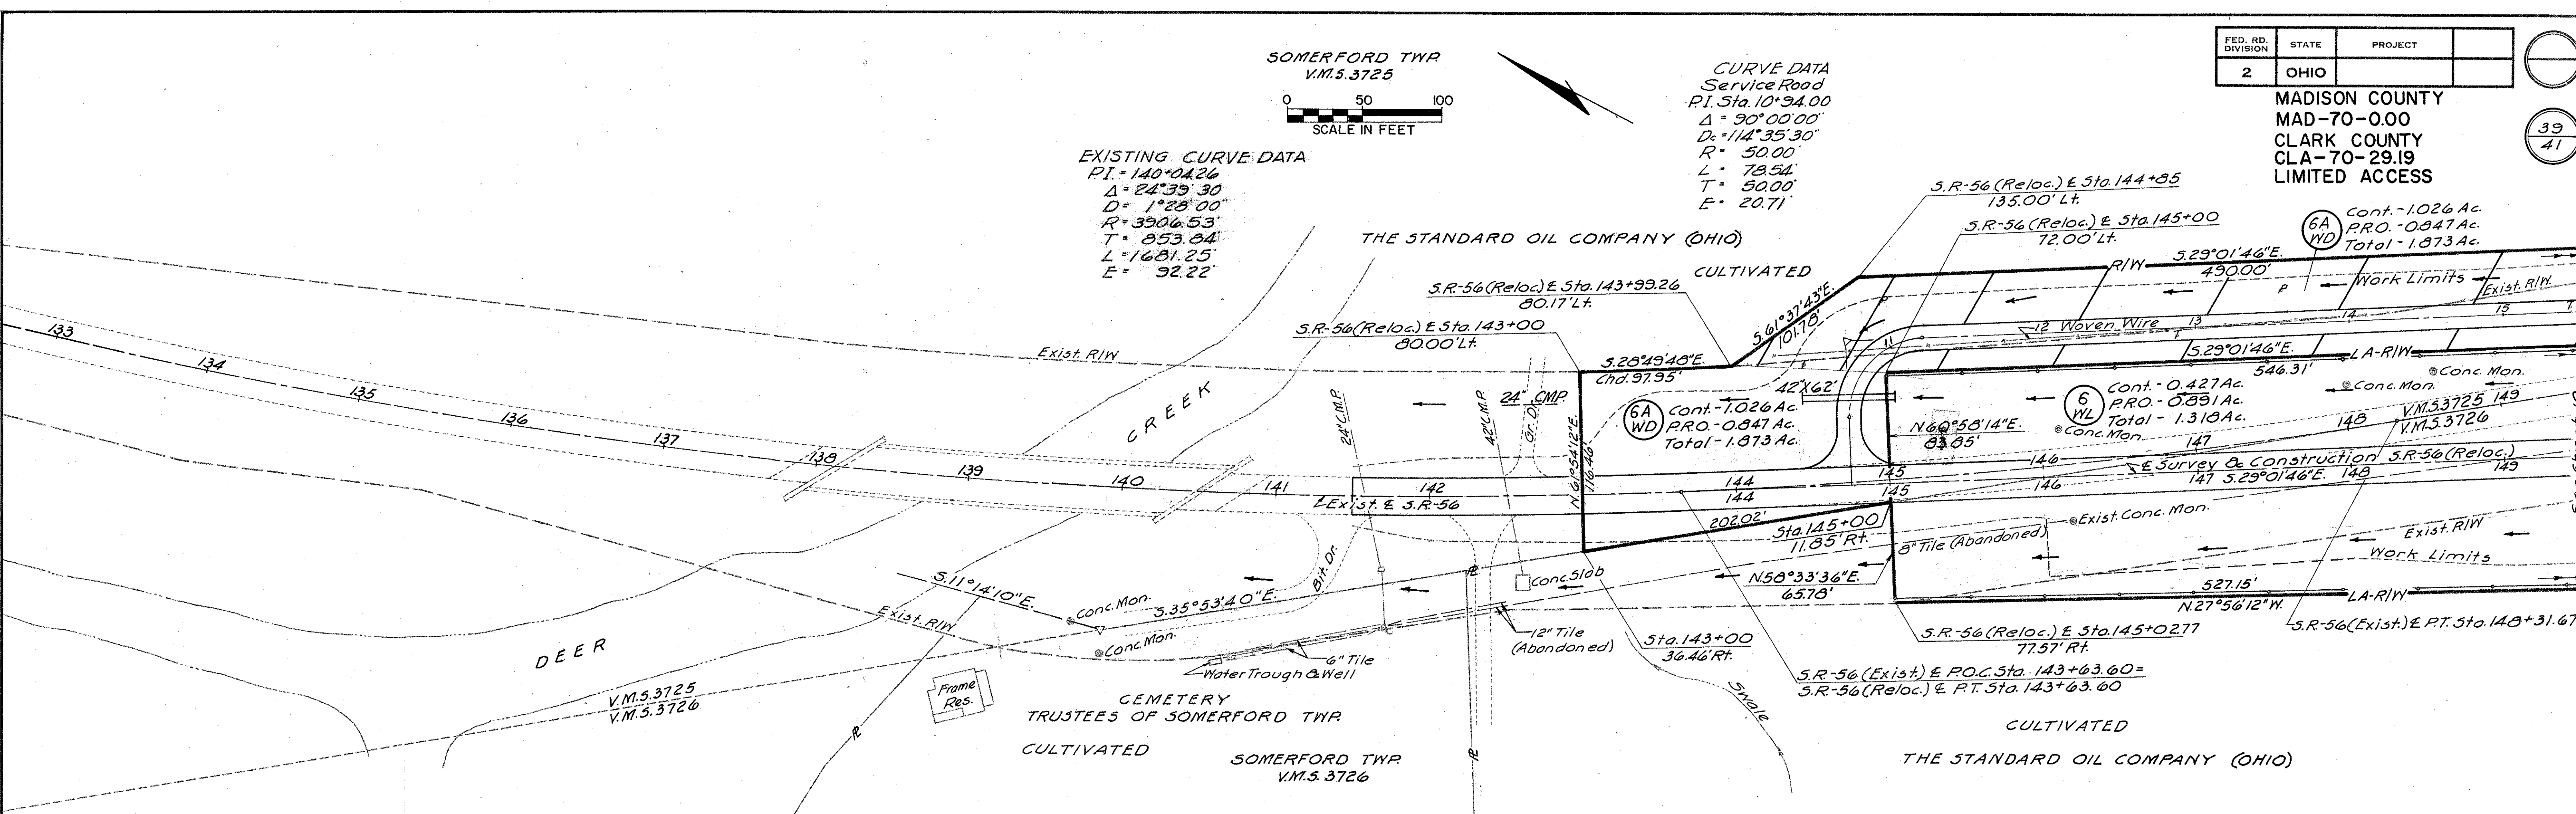 FED. RD. DIVISION STATE PROJECT
2 OHIO
MADISON COUNTY
MAD-70-0.00
CLARK COUNTY
CLA-70-29.19
LIMITED ACCESS
39
41
SOMERFORD TWP.
V.M.S. 3725
0 50 100
SCALE IN FEET
CURVE DATA
Service Road
P.I. Sta. 10+94.00
Δ = 90°00'00"
Dc = 114°35'30"
R = 50.00'
L = 78.54'
T = 50.00'
E = 20.71'
EXISTING CURVE DATA
P.I. = 140+04.26
Δ = 24°39'30
D = 1°28'00"
R = 3906.53'
T = 853.84'
L = 1681.25'
E = 92.22'
THE STANDARD OIL COMPANY (OHIO)
CULTIVATED
S.R-56 (Reloc.) ℄ Sta. 144+85
135.00' Lt.
S.R-56 (Reloc.) ℄ Sta. 145+00
72.00' Lt.
6A
WD
Cont. - 1.026 Ac.
P.R.O. - 0.847 Ac.
Total - 1.873 Ac.
S.R-56 (Reloc.) ℄ Sta. 143+99.26
80.17' Lt.
S.R-56 (Reloc.) ℄ Sta. 143+00
80.00' Lt.
R/W
S.29°01'46"E.
490.00'
Work Limits
Exist. R/W.
S.61°37'43"E.
101.78'
12 Woven Wire 13 14 15
11
S.28°49'48"E.
Chd. 97.95'
S.29°01'46"E.
LA-R/W
546.31'
Exist. R/W
133 134 135 136 137 138 139 140 141 142
CREEK
24" C.M.P.
42" C.M.P.
24" CMP.
Gr. Dr.
N.61°54'12"E.
116.46'
6A
WD
Cont. - 1.026 Ac.
P.R.O. - 0.847 Ac.
Total - 1.873 Ac.
42"X62'
N.60°58'14"E.
83.85'
6
WL
Cont. - 0.427 Ac.
P.R.O. - 0.891 Ac.
Total - 1.318 Ac.
Conc. Mon.
Conc. Mon.
Conc. Mon.
V.M.S. 3725
V.M.S. 3726
147 148 149
144 145 146
℄ Survey & Construction S.R-56 (Reloc.)
144 145 146 147 S.29°01'46"E. 148 149
Exist. ℄ S.R-56
202.02'
Sta. 145+00
11.85' Rt.
8" Tile (Abandoned)
Exist. Conc. Mon.
Exist. R/W
Work Limits
N.58°33'36"E.
65.78'
527.15'
N.27°56'12"W.
LA-R/W
S.11°14'10"E.
Conc. Mon.
S.35°53'40"E.
Bit. Dr.
Conc. Slab
Exist. R/W
Conc. Mon.
12" Tile
(Abandoned)
6" Tile
Water Trough & Well
Sta. 143+00
36.46' Rt.
S.R-56 (Reloc.) ℄ Sta. 145+02.77
77.57' Rt.
S.R-56 (Exist.) ℄ P.T. Sta. 148+31.67
S.R-56 (Exist.) ℄ P.O.C. Sta. 143+63.60=
S.R-56 (Reloc.) ℄ P.T. Sta. 143+63.60
DEER
V.M.S. 3725
V.M.S. 3726
Frame
Res.
CEMETERY
TRUSTEES OF SOMERFORD TWP.
CULTIVATED
SOMERFORD TWP.
V.M.S. 3726
Swale
CULTIVATED
THE STANDARD OIL COMPANY (OHIO)